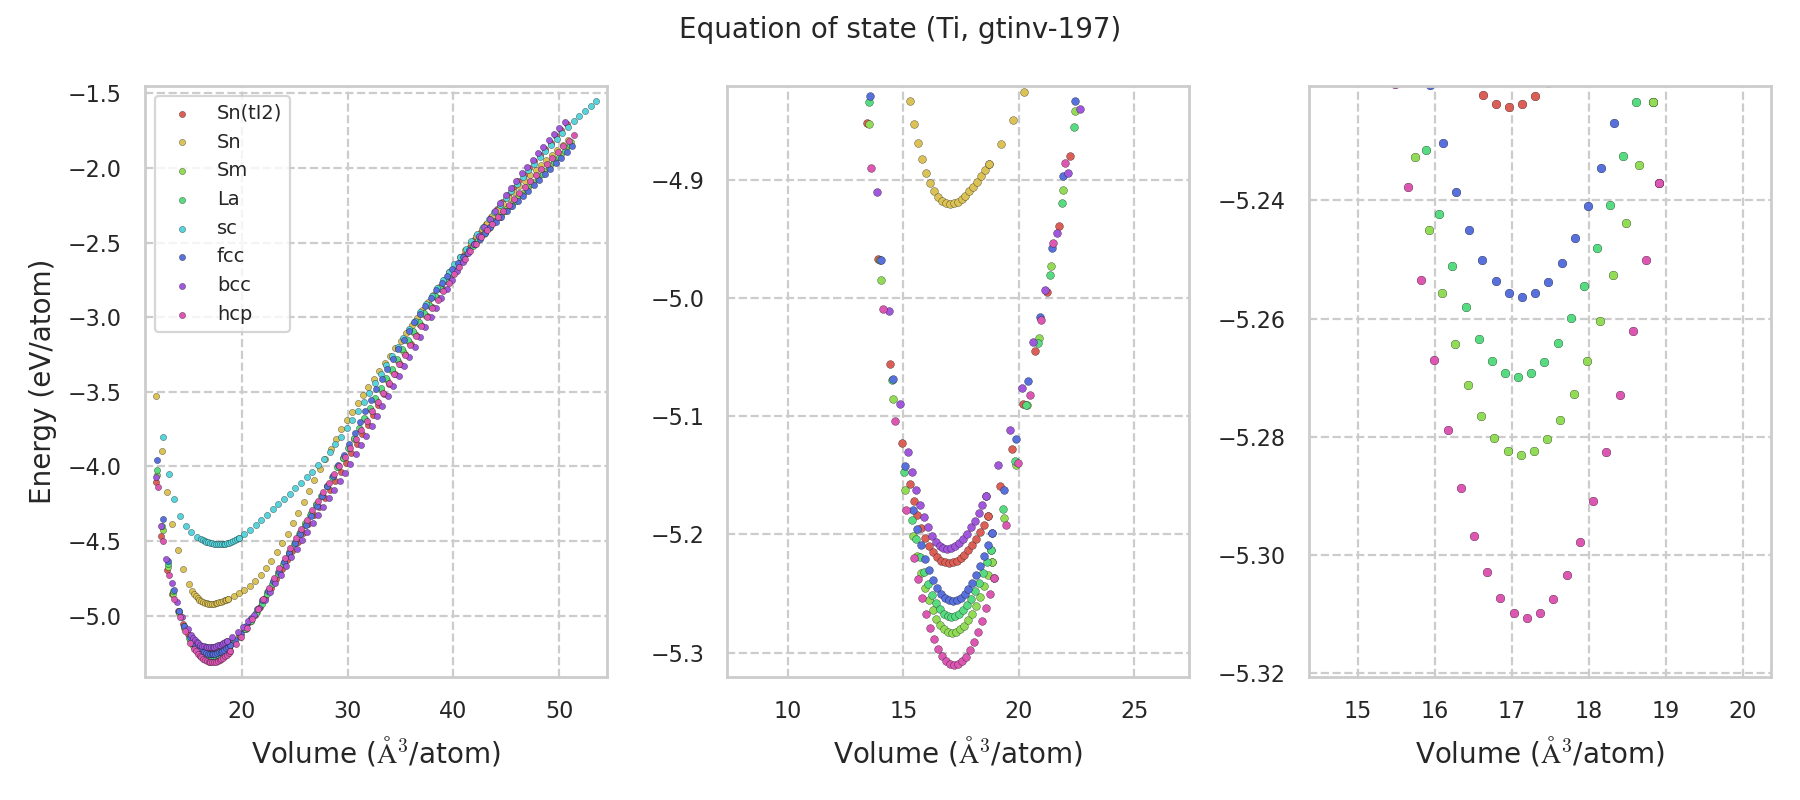 Equation of state (Ti, gtinv-197)
Energy (eV/atom)
−1.5
−2.0
−2.5
−3.0
−3.5
−4.0
−4.5
−5.0
Sn(tI2)
Sn
Sm
La
sc
fcc
bcc
hcp
20 30 40 50
Volume (Å³/atom)
−4.9
−5.0
−5.1
−5.2
−5.3
10 15 20 25
Volume (Å³/atom)
−5.24
−5.26
−5.28
−5.30
−5.32
15 16 17 18 19 20
Volume (Å³/atom)